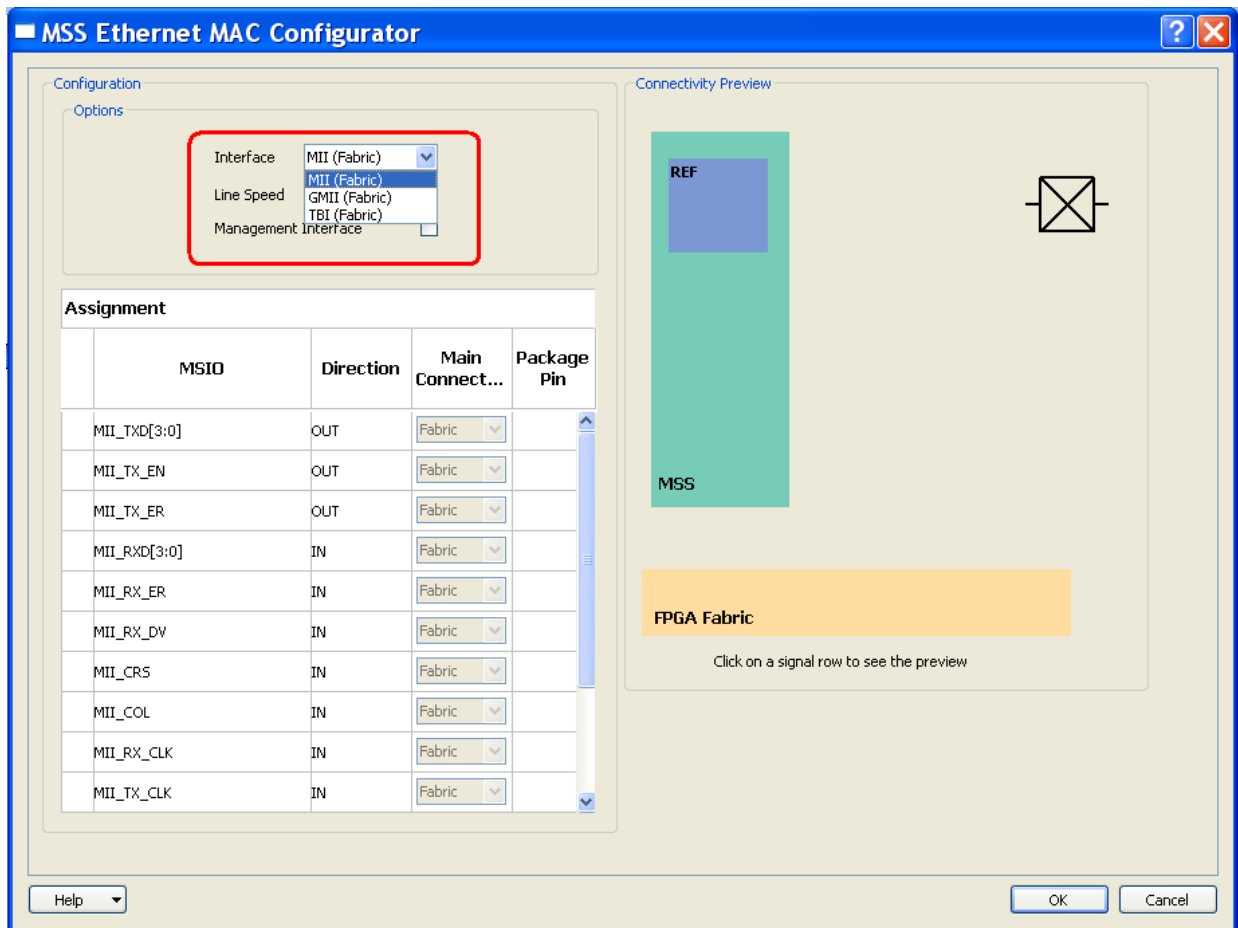 MSS Ethernet MAC Configurator
Configuration
Options
Interface MII (Fabric)
MII (Fabric)
Line Speed GMII (Fabric)
TBI (Fabric)
Management Interface
Assignment
MSIO Direction Main Connect... Package Pin
MII_TXD[3:0] OUT Fabric
MII_TX_EN OUT Fabric
MII_TX_ER OUT Fabric
MII_RXD[3:0] IN Fabric
MII_RX_ER IN Fabric
MII_RX_DV IN Fabric
MII_CRS IN Fabric
MII_COL IN Fabric
MII_RX_CLK IN Fabric
MII_TX_CLK IN Fabric
Connectivity Preview
REF
MSS
FPGA Fabric
Click on a signal row to see the preview
Help OK Cancel